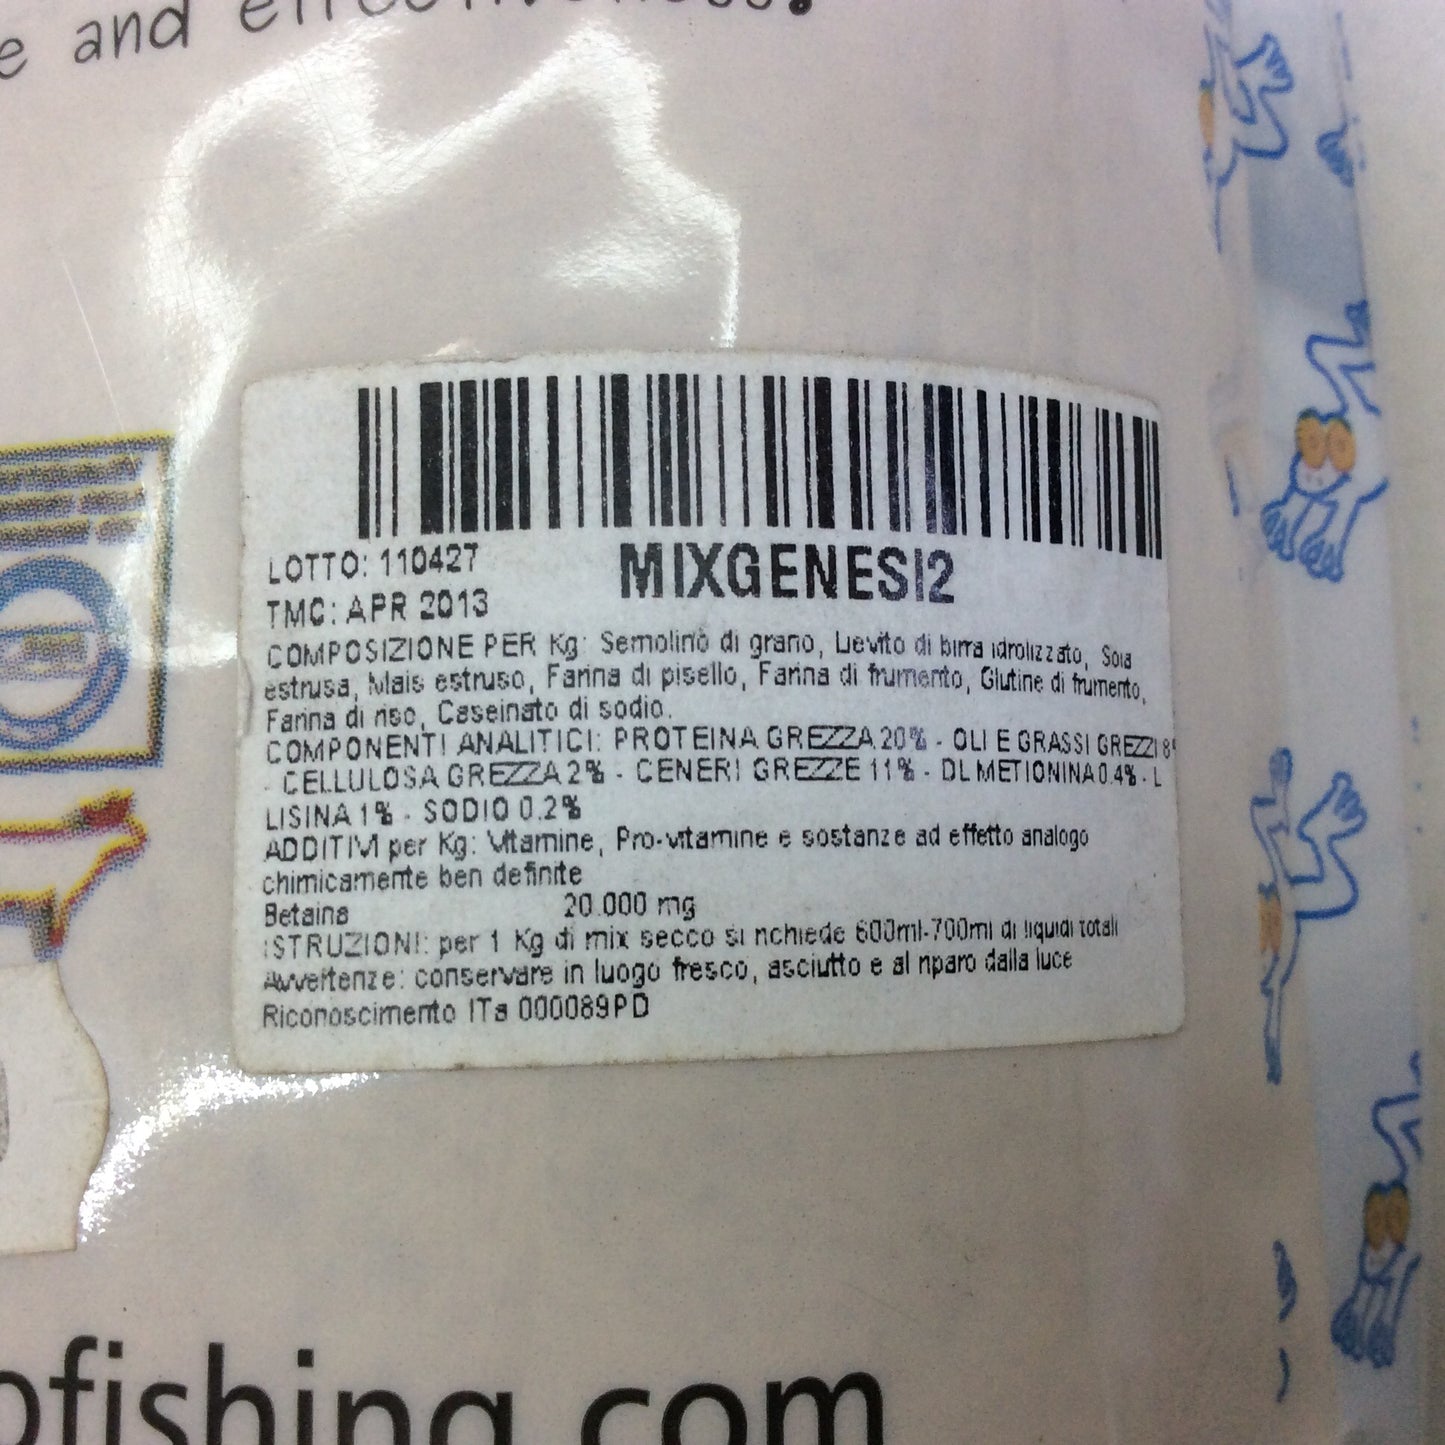 e and effectiveness.
LOTTO: 110427
MIXGENESI2
TMC: APR 2013
COMPOSIZIONE PER Kg: Semolino di grano, Lievito di birra idrolizzato, Soia
estrusa, Mais estruso, Farina di pisello, Farina di frumento, Glutine di frumento,
Farina di riso, Caseinato di sodio.
COMPONENTI ANALITICI: PROTEINA GREZZA 20% - OLI E GRASSI GREZZI 8%
- CELLULOSA GREZZA 2% - CENERI GREZZE 11% - DL METIONINA 0.4% - L
LISINA 1% - SODIO 0.2%
ADDITIVI per Kg: Vitamine, Pro-vitamine e sostanze ad effetto analogo
chimicamente ben definite
Betaina 20.000 mg
ISTRUZIONI: per 1 Kg di mix secco si richiede 600ml-700ml di liquidi totali
Avvertenze: conservare in luogo fresco, asciutto e al riparo dalla luce
Riconoscimento ITa 000089PD
ofishing.com